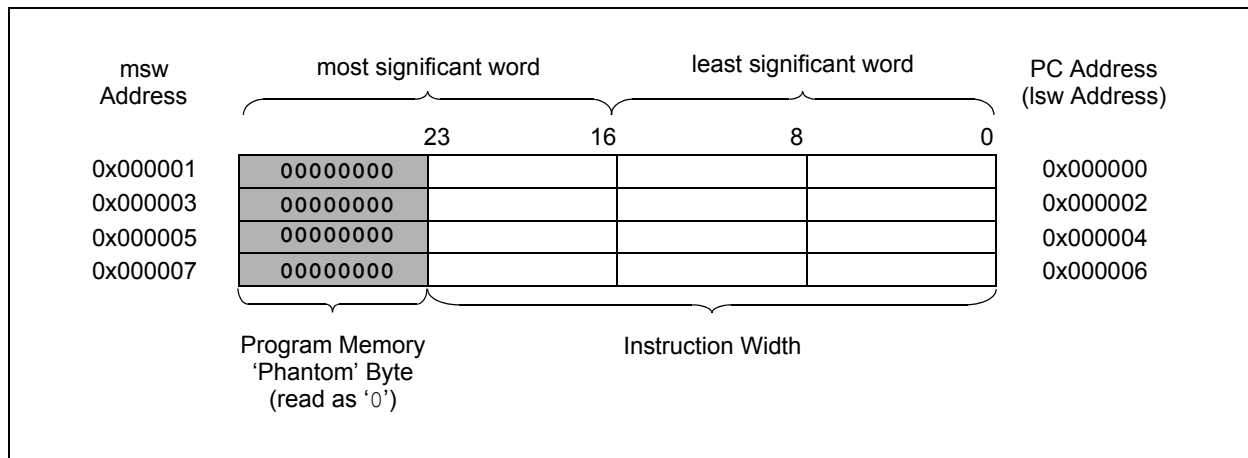 msw
Address
most significant word
least significant word
PC Address
(lsw Address)
23
16
8
0
0x000001
00000000
0x000000
0x000003
00000000
0x000002
0x000005
00000000
0x000004
0x000007
00000000
0x000006
Program Memory
‘Phantom’ Byte
(read as ‘0’)
Instruction Width